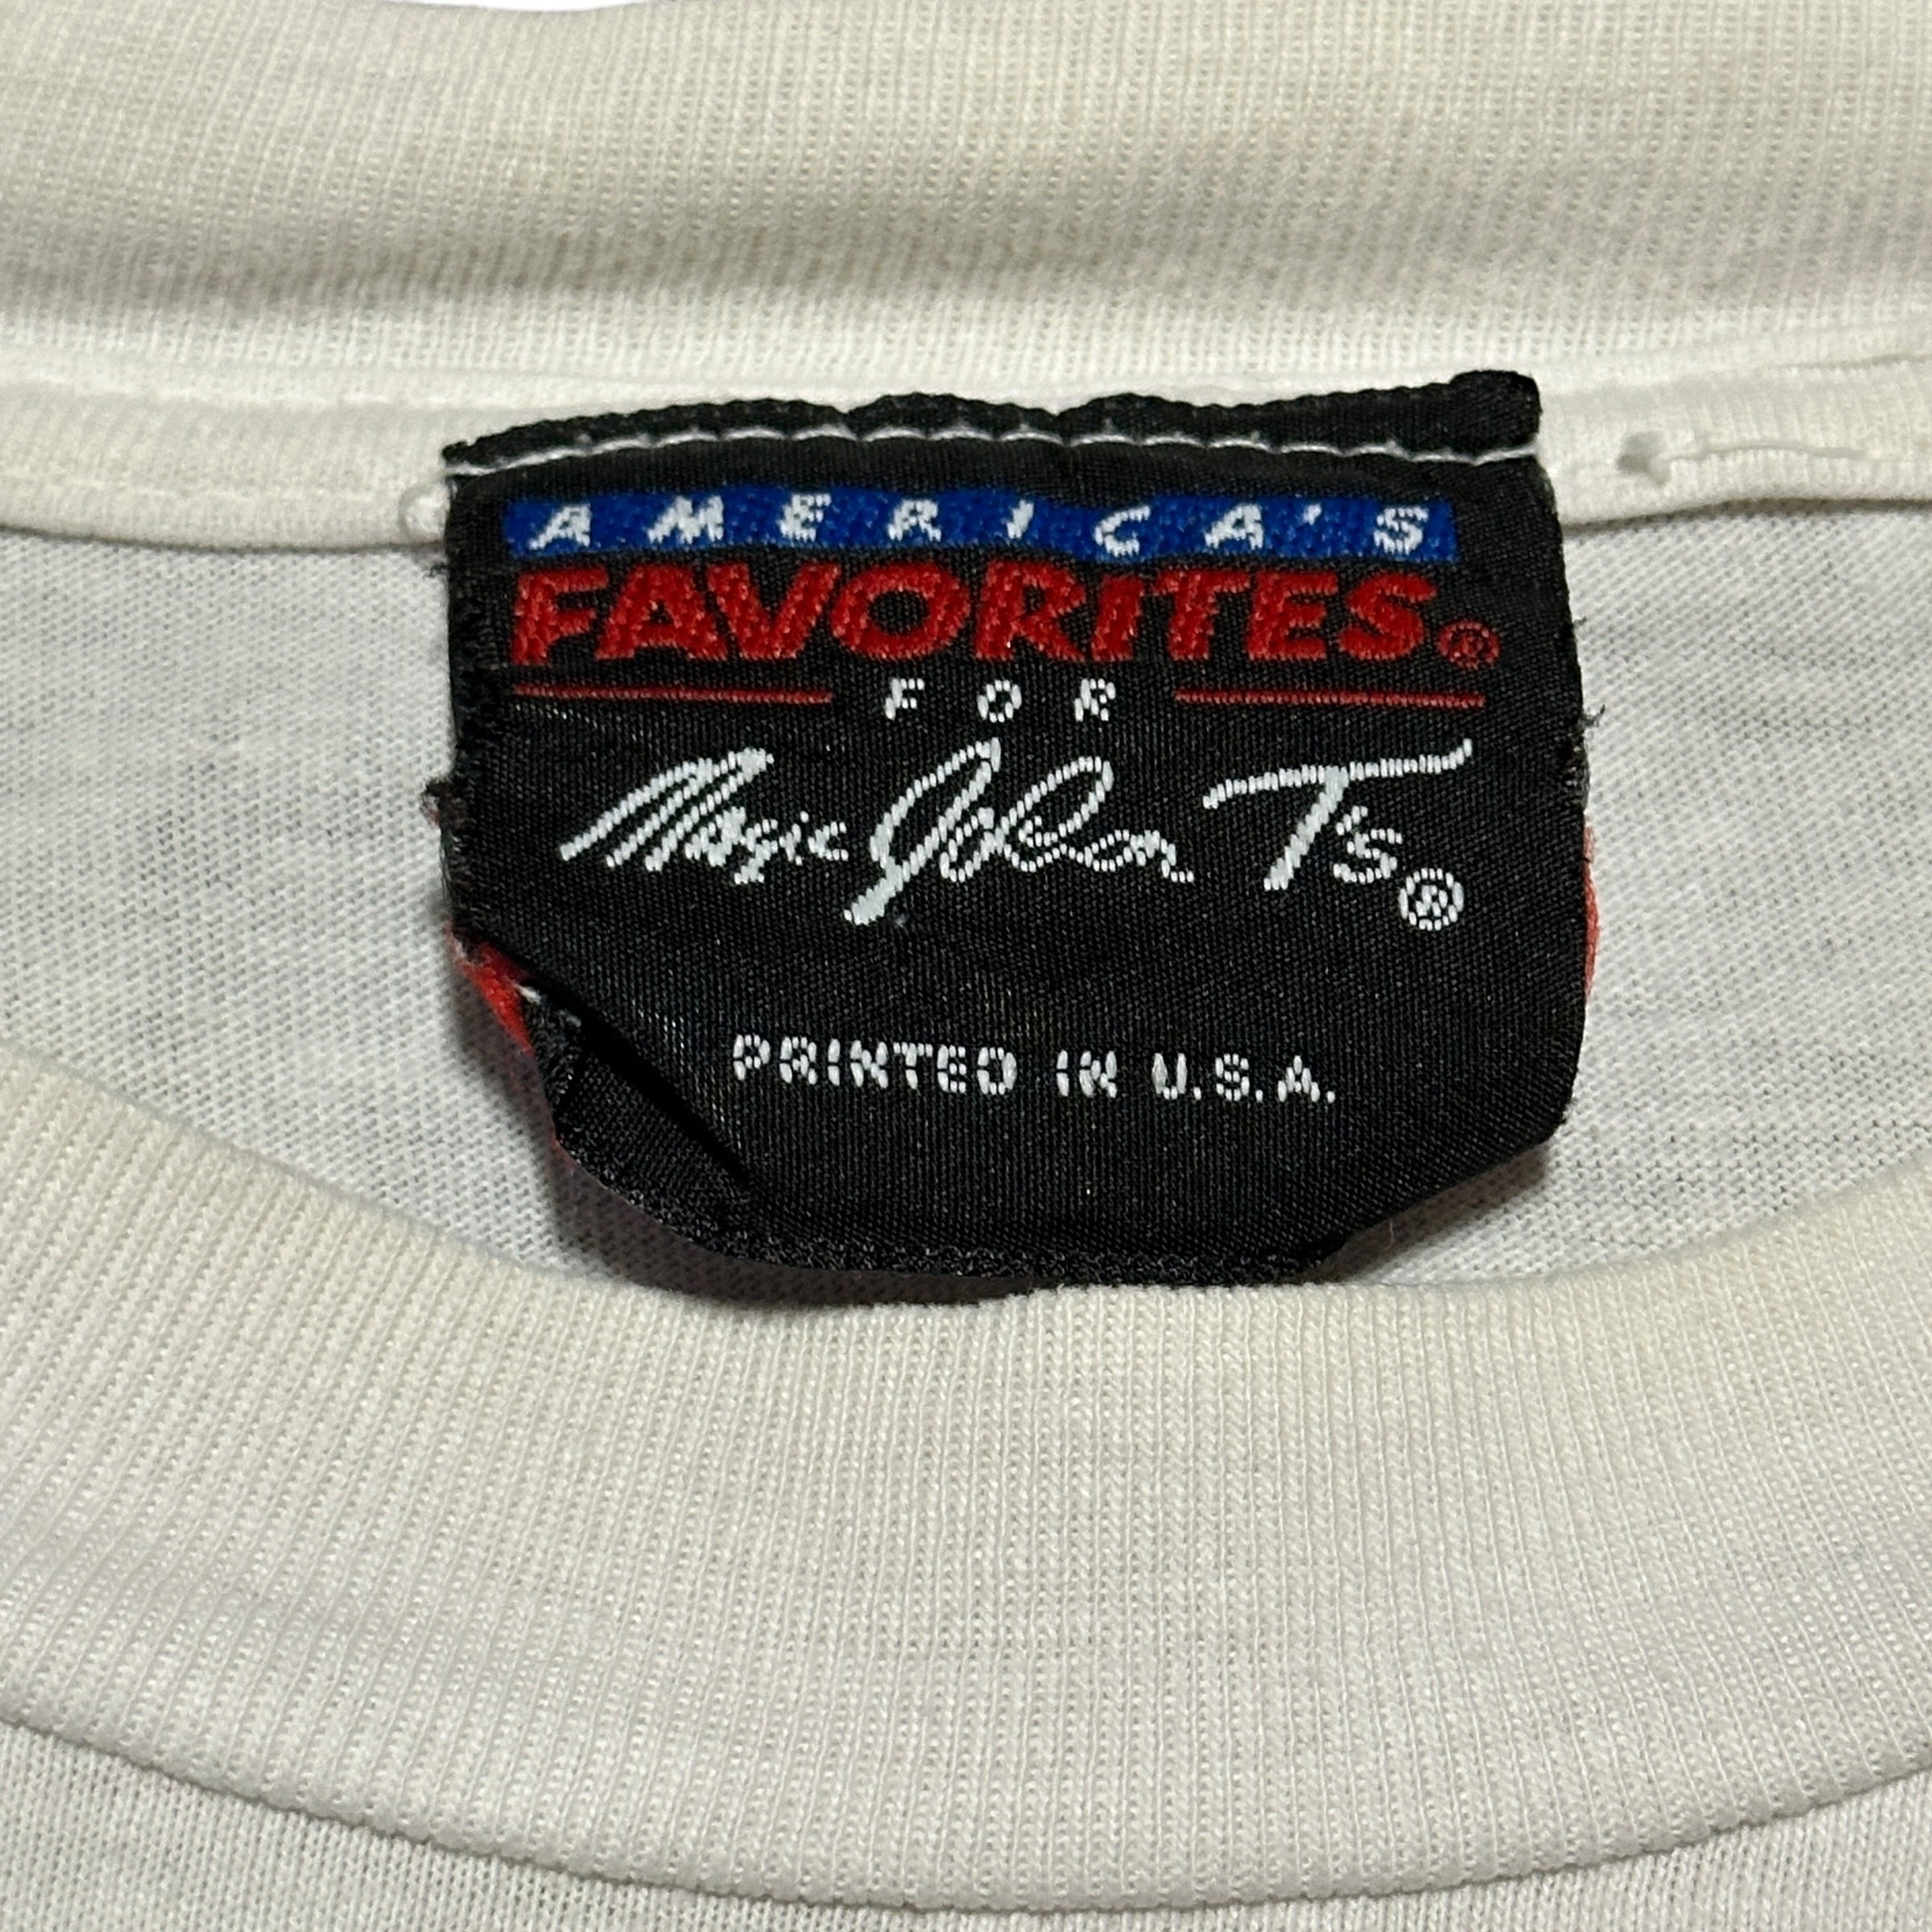 AMERICA'S
FAVORITES®
FOR
Magic Johnson T's®
PRINTED IN U.S.A.